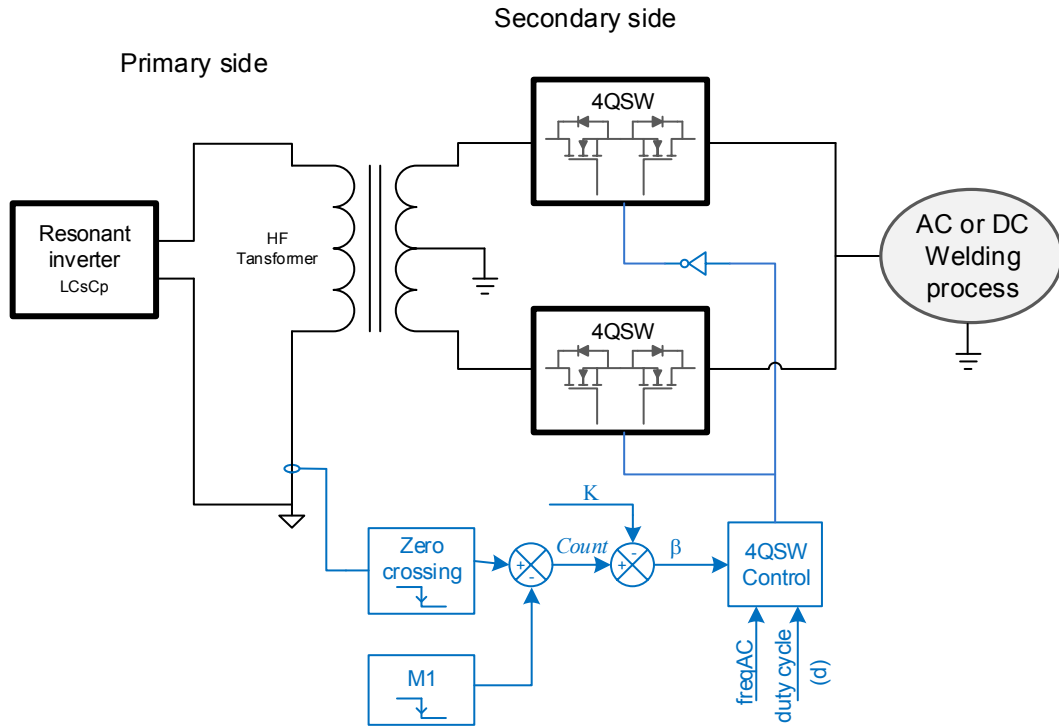 Secondary side
Primary side
4QSW
Resonant
inverter
LCsCp
HF
Tansformer
AC or DC
Welding
process
4QSW
K
Zero
crossing
+
-
Count
-
+
β
4QSW
Control
M1
freqAC
duty cycle
(d)